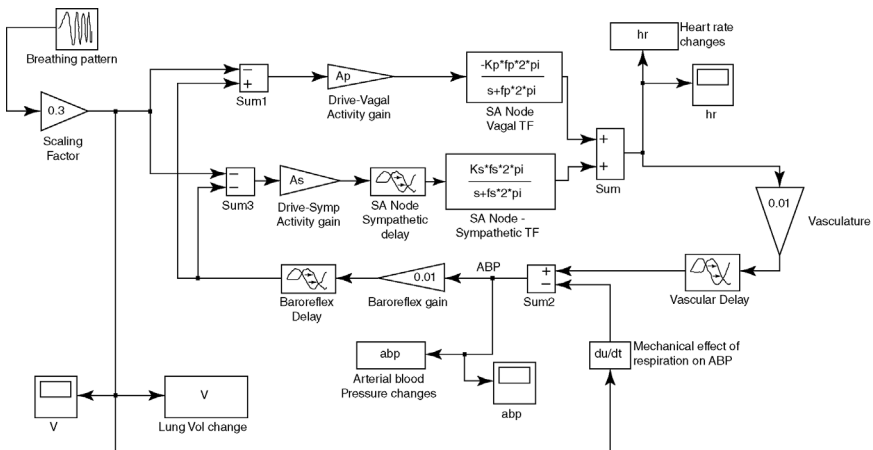 Breathing pattern
0.3
Scaling
Factor
−
+
Sum1
Ap
Drive-Vagal
Activity gain
-Kp*fp*2*pi
s+fp*2*pi
SA Node
Vagal TF
hr
Heart rate
changes
hr
−
−
Sum3
As
Drive-Symp
Activity gain
SA Node
Sympathetic
delay
Ks*fs*2*pi
s+fs*2*pi
SA Node -
Sympathetic TF
+
+
Sum
0.01
Vasculature
Baroreflex
Delay
0.01
Baroreflex gain
ABP
+
−
Sum2
Vascular Delay
abp
Arterial blood
Pressure changes
abp
du/dt
Mechanical effect of
respiration on ABP
V
V
Lung Vol change